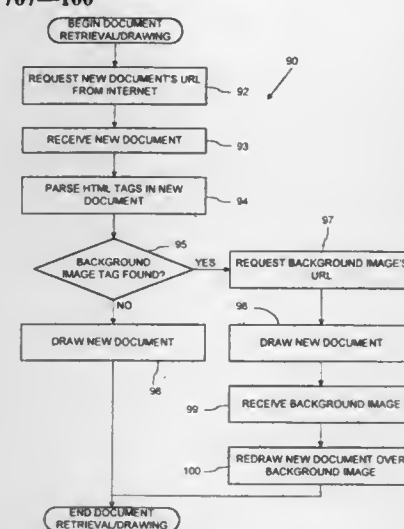 BEGIN DOCUMENT
RETRIEVAL/DRAWING
90
REQUEST NEW DOCUMENT'S URL
FROM INTERNET
92
RECEIVE NEW DOCUMENT
93
PARSE HTML TAGS IN NEW
DOCUMENT
94
95
BACKGROUND
IMAGE TAG FOUND?
YES
NO
97
REQUEST BACKGROUND IMAGE'S
URL
DRAW NEW DOCUMENT
96
98
DRAW NEW DOCUMENT
99
RECEIVE BACKGROUND IMAGE
100
REDRAW NEW DOCUMENT OVER
BACKGROUND IMAGE
END DOCUMENT
RETRIEVAL/DRAWING